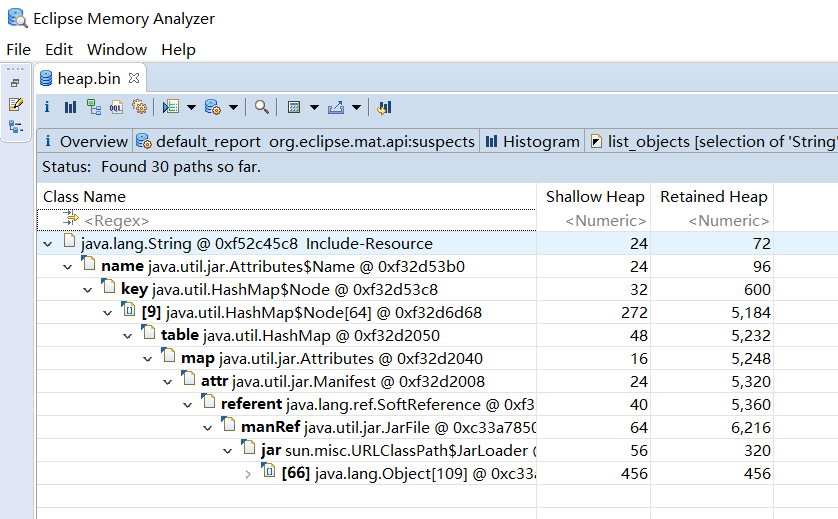 Eclipse Memory Analyzer
File Edit Window Help
heap.bin
i OQL
i Overview default_report org.eclipse.mat.api:suspects Histogram list_objects [selection of 'String'
Status: Found 30 paths so far.
Class Name Shallow Heap Retained Heap
<Regex> <Numeric> <Numeric>
java.lang.String @ 0xf52c45c8 Include-Resource 24 72
name java.util.jar.Attributes$Name @ 0xf32d53b0 24 96
key java.util.HashMap$Node @ 0xf32d53c8 32 600
[9] java.util.HashMap$Node[64] @ 0xf32d6d68 272 5,184
table java.util.HashMap @ 0xf32d2050 48 5,232
map java.util.jar.Attributes @ 0xf32d2040 16 5,248
attr java.util.jar.Manifest @ 0xf32d2008 24 5,320
referent java.lang.ref.SoftReference @ 0xf3 40 5,360
manRef java.util.jar.JarFile @ 0xc33a7850 64 6,216
jar sun.misc.URLClassPath$JarLoader @ 56 320
[66] java.lang.Object[109] @ 0xc33a 456 456